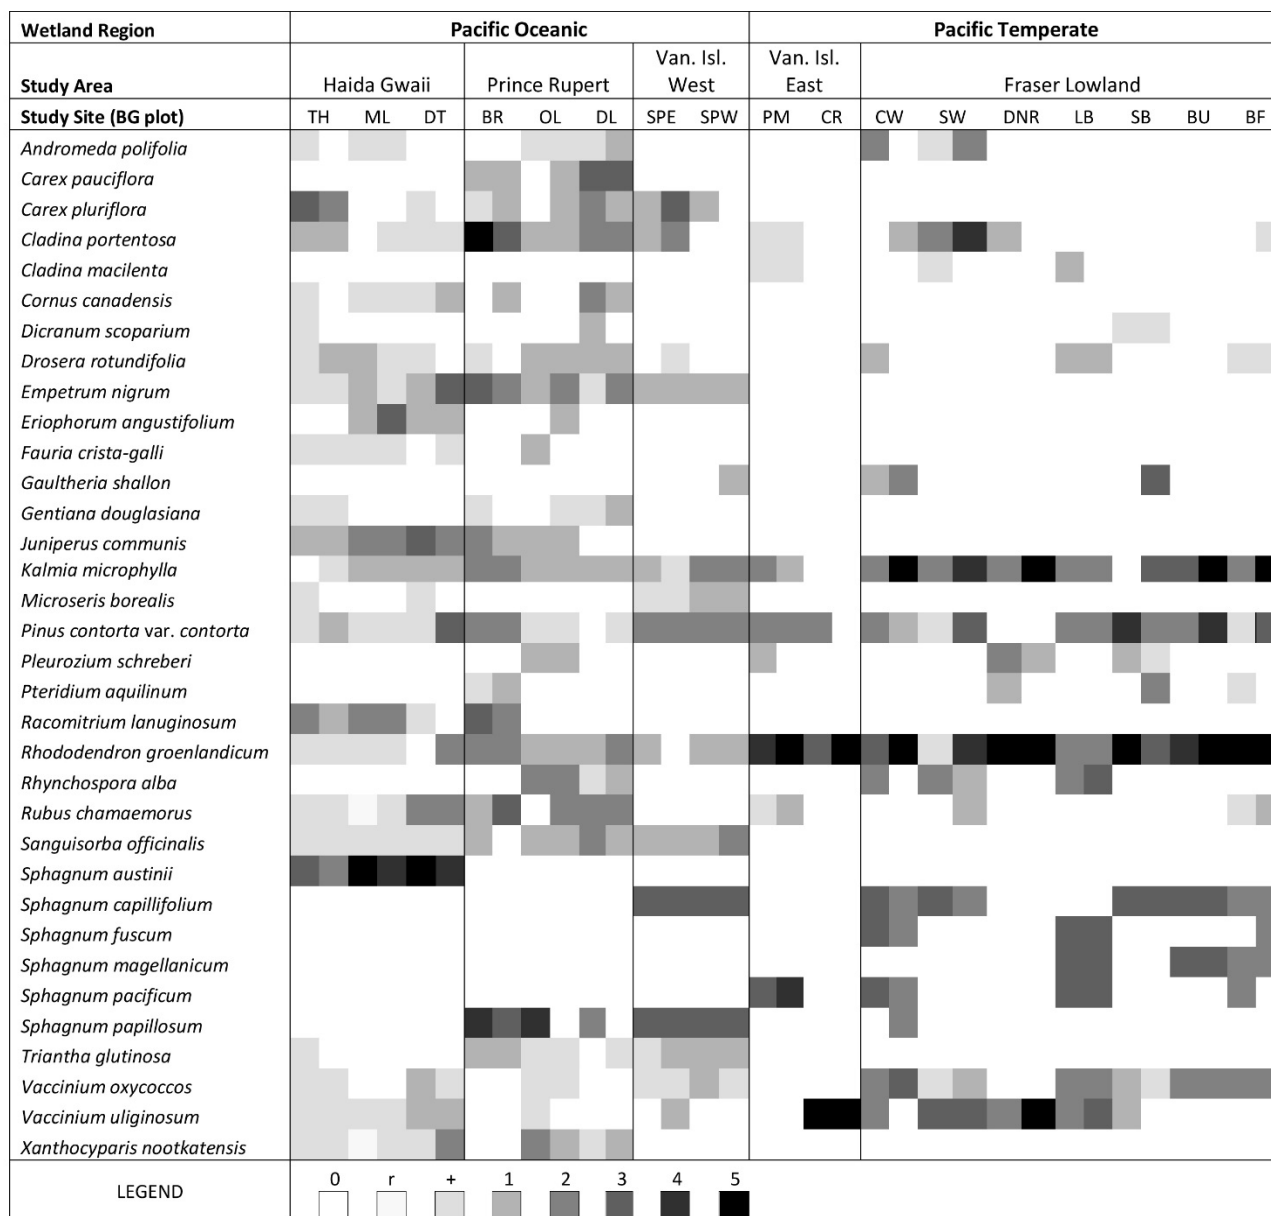 Wetland Region Pacific Oceanic Pacific Temperate
Van. Isl. Van. Isl.
Study Area Haida Gwaii Prince Rupert West East Fraser Lowland
Study Site (BG plot) TH ML DT BR OL DL SPE SPW PM CR CW SW DNR LB SB BU BF
Andromeda polifolia
Carex pauciflora
Carex pluriflora
Cladina portentosa
Cladina macilenta
Cornus canadensis
Dicranum scoparium
Drosera rotundifolia
Empetrum nigrum
Eriophorum angustifolium
Fauria crista-galli
Gaultheria shallon
Gentiana douglasiana
Juniperus communis
Kalmia microphylla
Microseris borealis
Pinus contorta var. contorta
Pleurozium schreberi
Pteridium aquilinum
Racomitrium lanuginosum
Rhododendron groenlandicum
Rhynchospora alba
Rubus chamaemorus
Sanguisorba officinalis
Sphagnum austinii
Sphagnum capillifolium
Sphagnum fuscum
Sphagnum magellanicum
Sphagnum pacificum
Sphagnum papillosum
Triantha glutinosa
Vaccinium oxycoccos
Vaccinium uliginosum
Xanthocyparis nootkatensis
LEGEND 0 r + 1 2 3 4 5